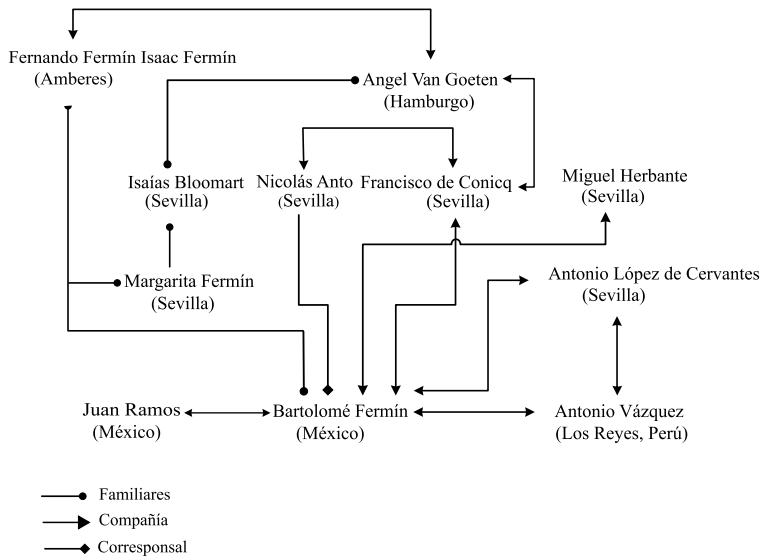 Fernando Fermín Isaac Fermín
(Amberes)
Angel Van Goeten
(Hamburgo)
Isaías Bloomart
(Sevilla)
Nicolás Anto
(Sevilla)
Francisco de Conicq
(Sevilla)
Miguel Herbante
(Sevilla)
Margarita Fermín
(Sevilla)
Antonio López de Cervantes
(Sevilla)
Juan Ramos
(México)
Bartolomé Fermín
(México)
Antonio Vázquez
(Los Reyes, Perú)
Familiares
Compañía
Corresponsal